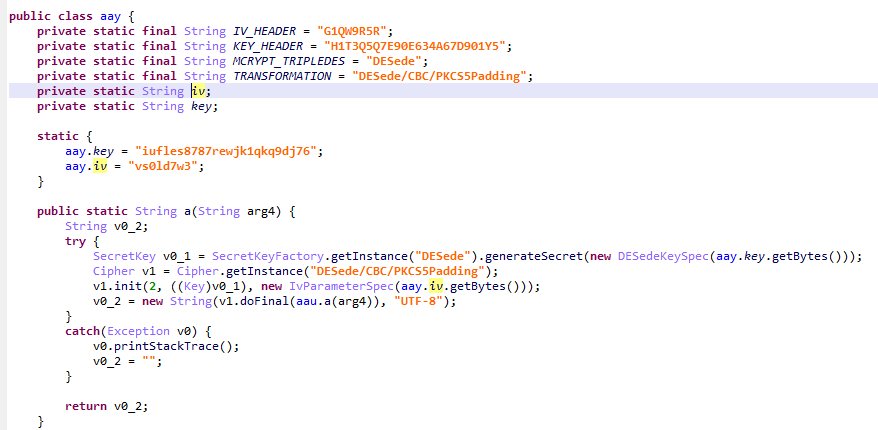 public class aay {
    private static final String IV_HEADER = "G1QW9R5R";
    private static final String KEY_HEADER = "H1T3Q5Q7E90E634A67D901Y5";
    private static final String MCRYPT_TRIPLEDES = "DESede";
    private static final String TRANSFORMATION = "DESede/CBC/PKCS5Padding";
    private static String iv;
    private static String key;
    static {
        aay.key = "iufles8787rewjk1qkq9dj76";
        aay.iv = "vs0ld7w3";
    }
    public static String a(String arg4) {
        String v0_2;
        try {
            SecretKey v0_1 = SecretKeyFactory.getInstance("DESede").generateSecret(new DESedeKeySpec(aay.key.getBytes()));
            Cipher v1 = Cipher.getInstance("DESede/CBC/PKCS5Padding");
            v1.init(2, ((Key)v0_1), new IvParameterSpec(aay.iv.getBytes()));
            v0_2 = new String(v1.doFinal(aau.a(arg4)), "UTF-8");
        }
        catch(Exception v0) {
            v0.printStackTrace();
            v0_2 = "";
        }
        return v0_2;
    }